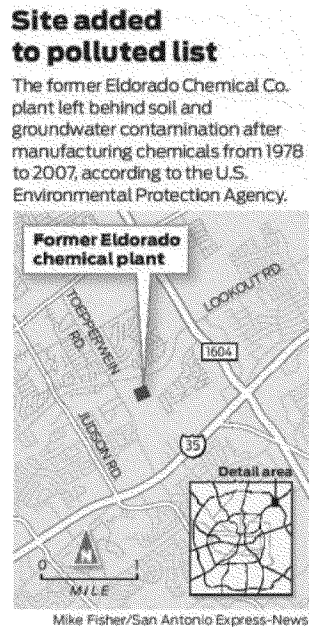 Site added
to polluted list
The former Eldorado Chemical Co.
plant left behind soil and
groundwater contamination after
manufacturing chemicals from 1978
to 2007, according to the U.S.
Environmental Protection Agency.
Former Eldorado
chemical plant
LOOKOUT RD.
TOEPPERWEIN
RD.
1604
JUDSON RD.
35
Detail area
N
0 1
MILE
Mike Fisher/San Antonio Express-News